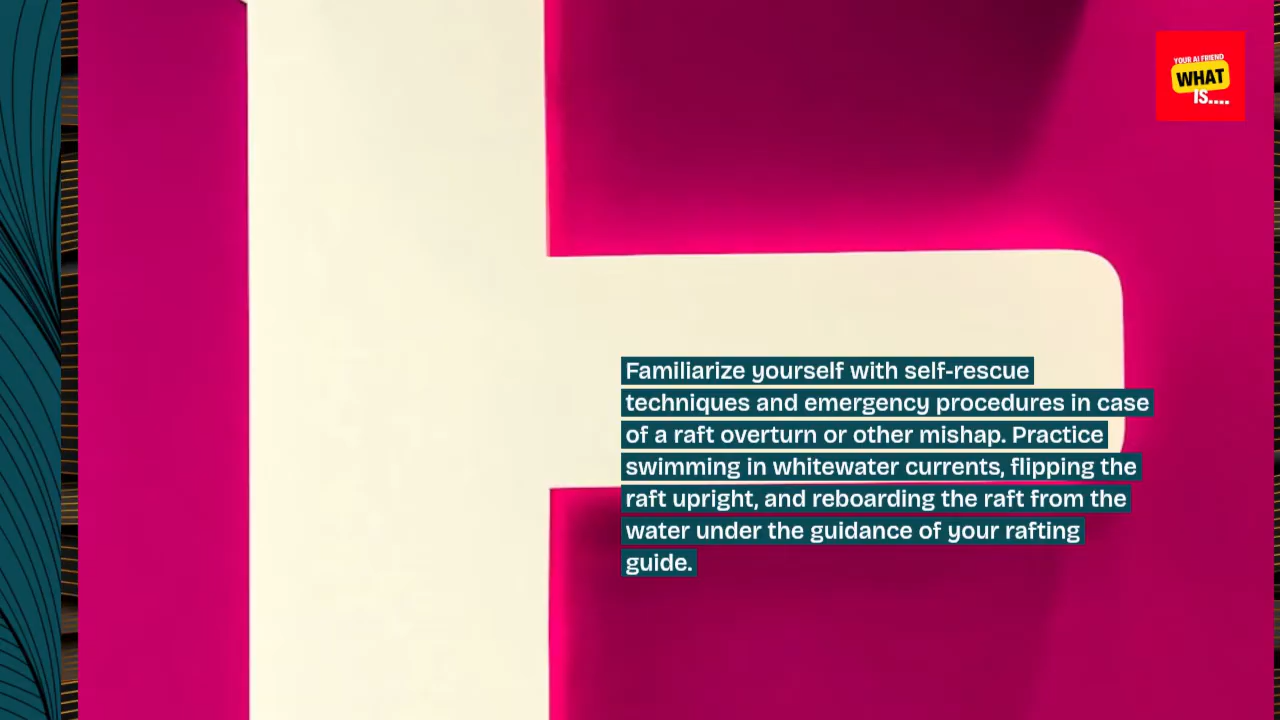 YOUR AI FRIEND
WHAT
IS....
Familiarize yourself with self-rescue
techniques and emergency procedures in case
of a raft overturn or other mishap. Practice
swimming in whitewater currents, flipping the
raft upright, and reboarding the raft from the
water under the guidance of your rafting
guide.